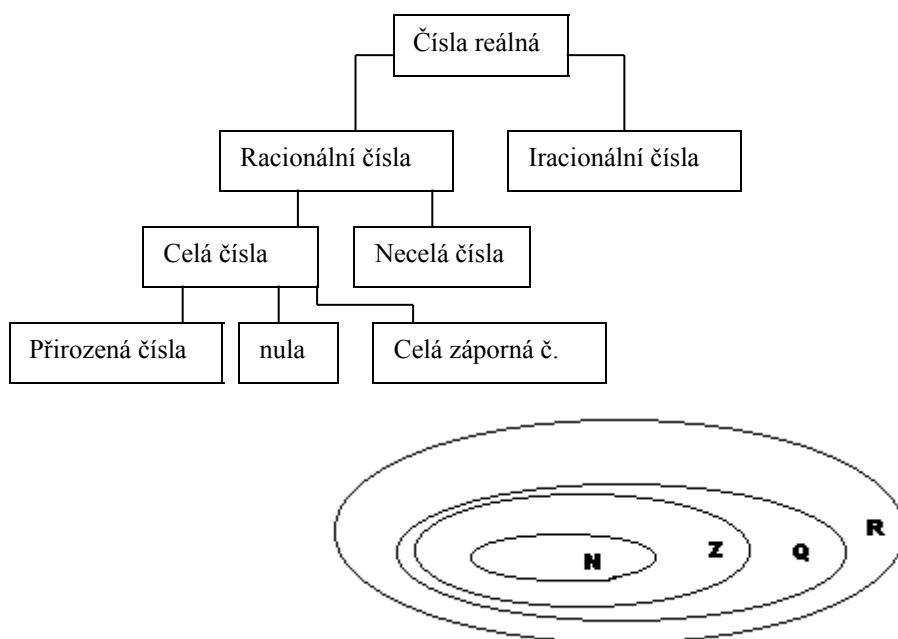 Čísla reálná
Racionální čísla
Iracionální čísla
Celá čísla
Necelá čísla
Přirozená čísla
nula
Celá záporná č.
N
Z
Q
R